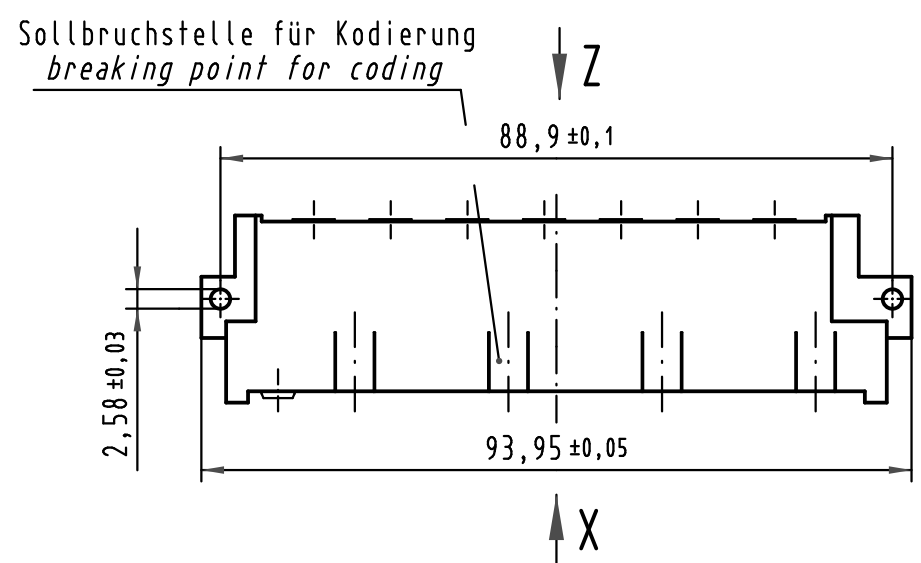 Sollbruchstelle für Kodierung
breaking point for coding
Z
88,9 ±0,1
2,58 ±0,03
93,95 ±0,05
X